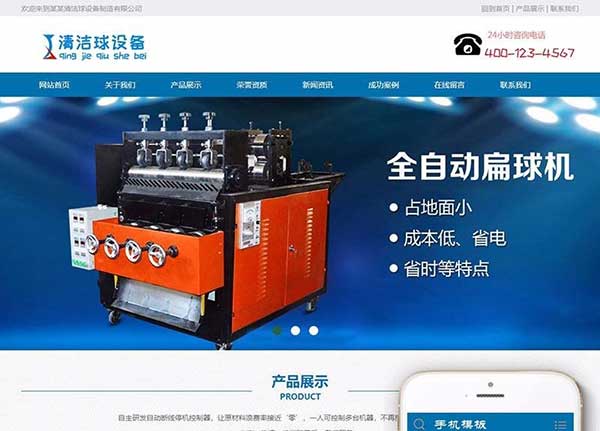 欢迎来到某某清洁球设备制造有限公司
回到首页 | 产品展示 | 联系我们
清洁球设备
qing jie qiu she bei
24小时咨询电话
400-123-4567
网站首页 关于我们 产品展示 荣誉资质 新闻资讯 成功案例 在线留言 联系我们
全自动扁球机
占地面小
成本低、省电
省时等特点
产品展示
PRODUCT
自主研发自动断线停机控制器，让原材料浪费率接近“零”，一人可控制多台机器，不再
手机模板